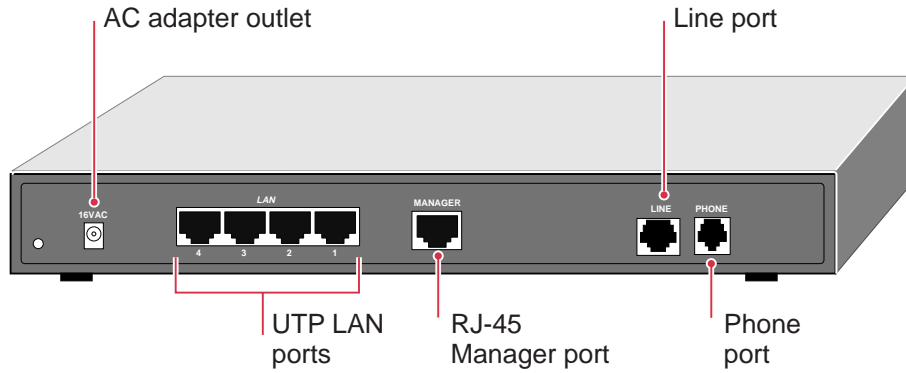 AC adapter outlet
Line port
16VAC
LAN
MANAGER
LINE
PHONE
4
3
2
1
UTP LAN
ports
RJ-45
Manager port
Phone
port